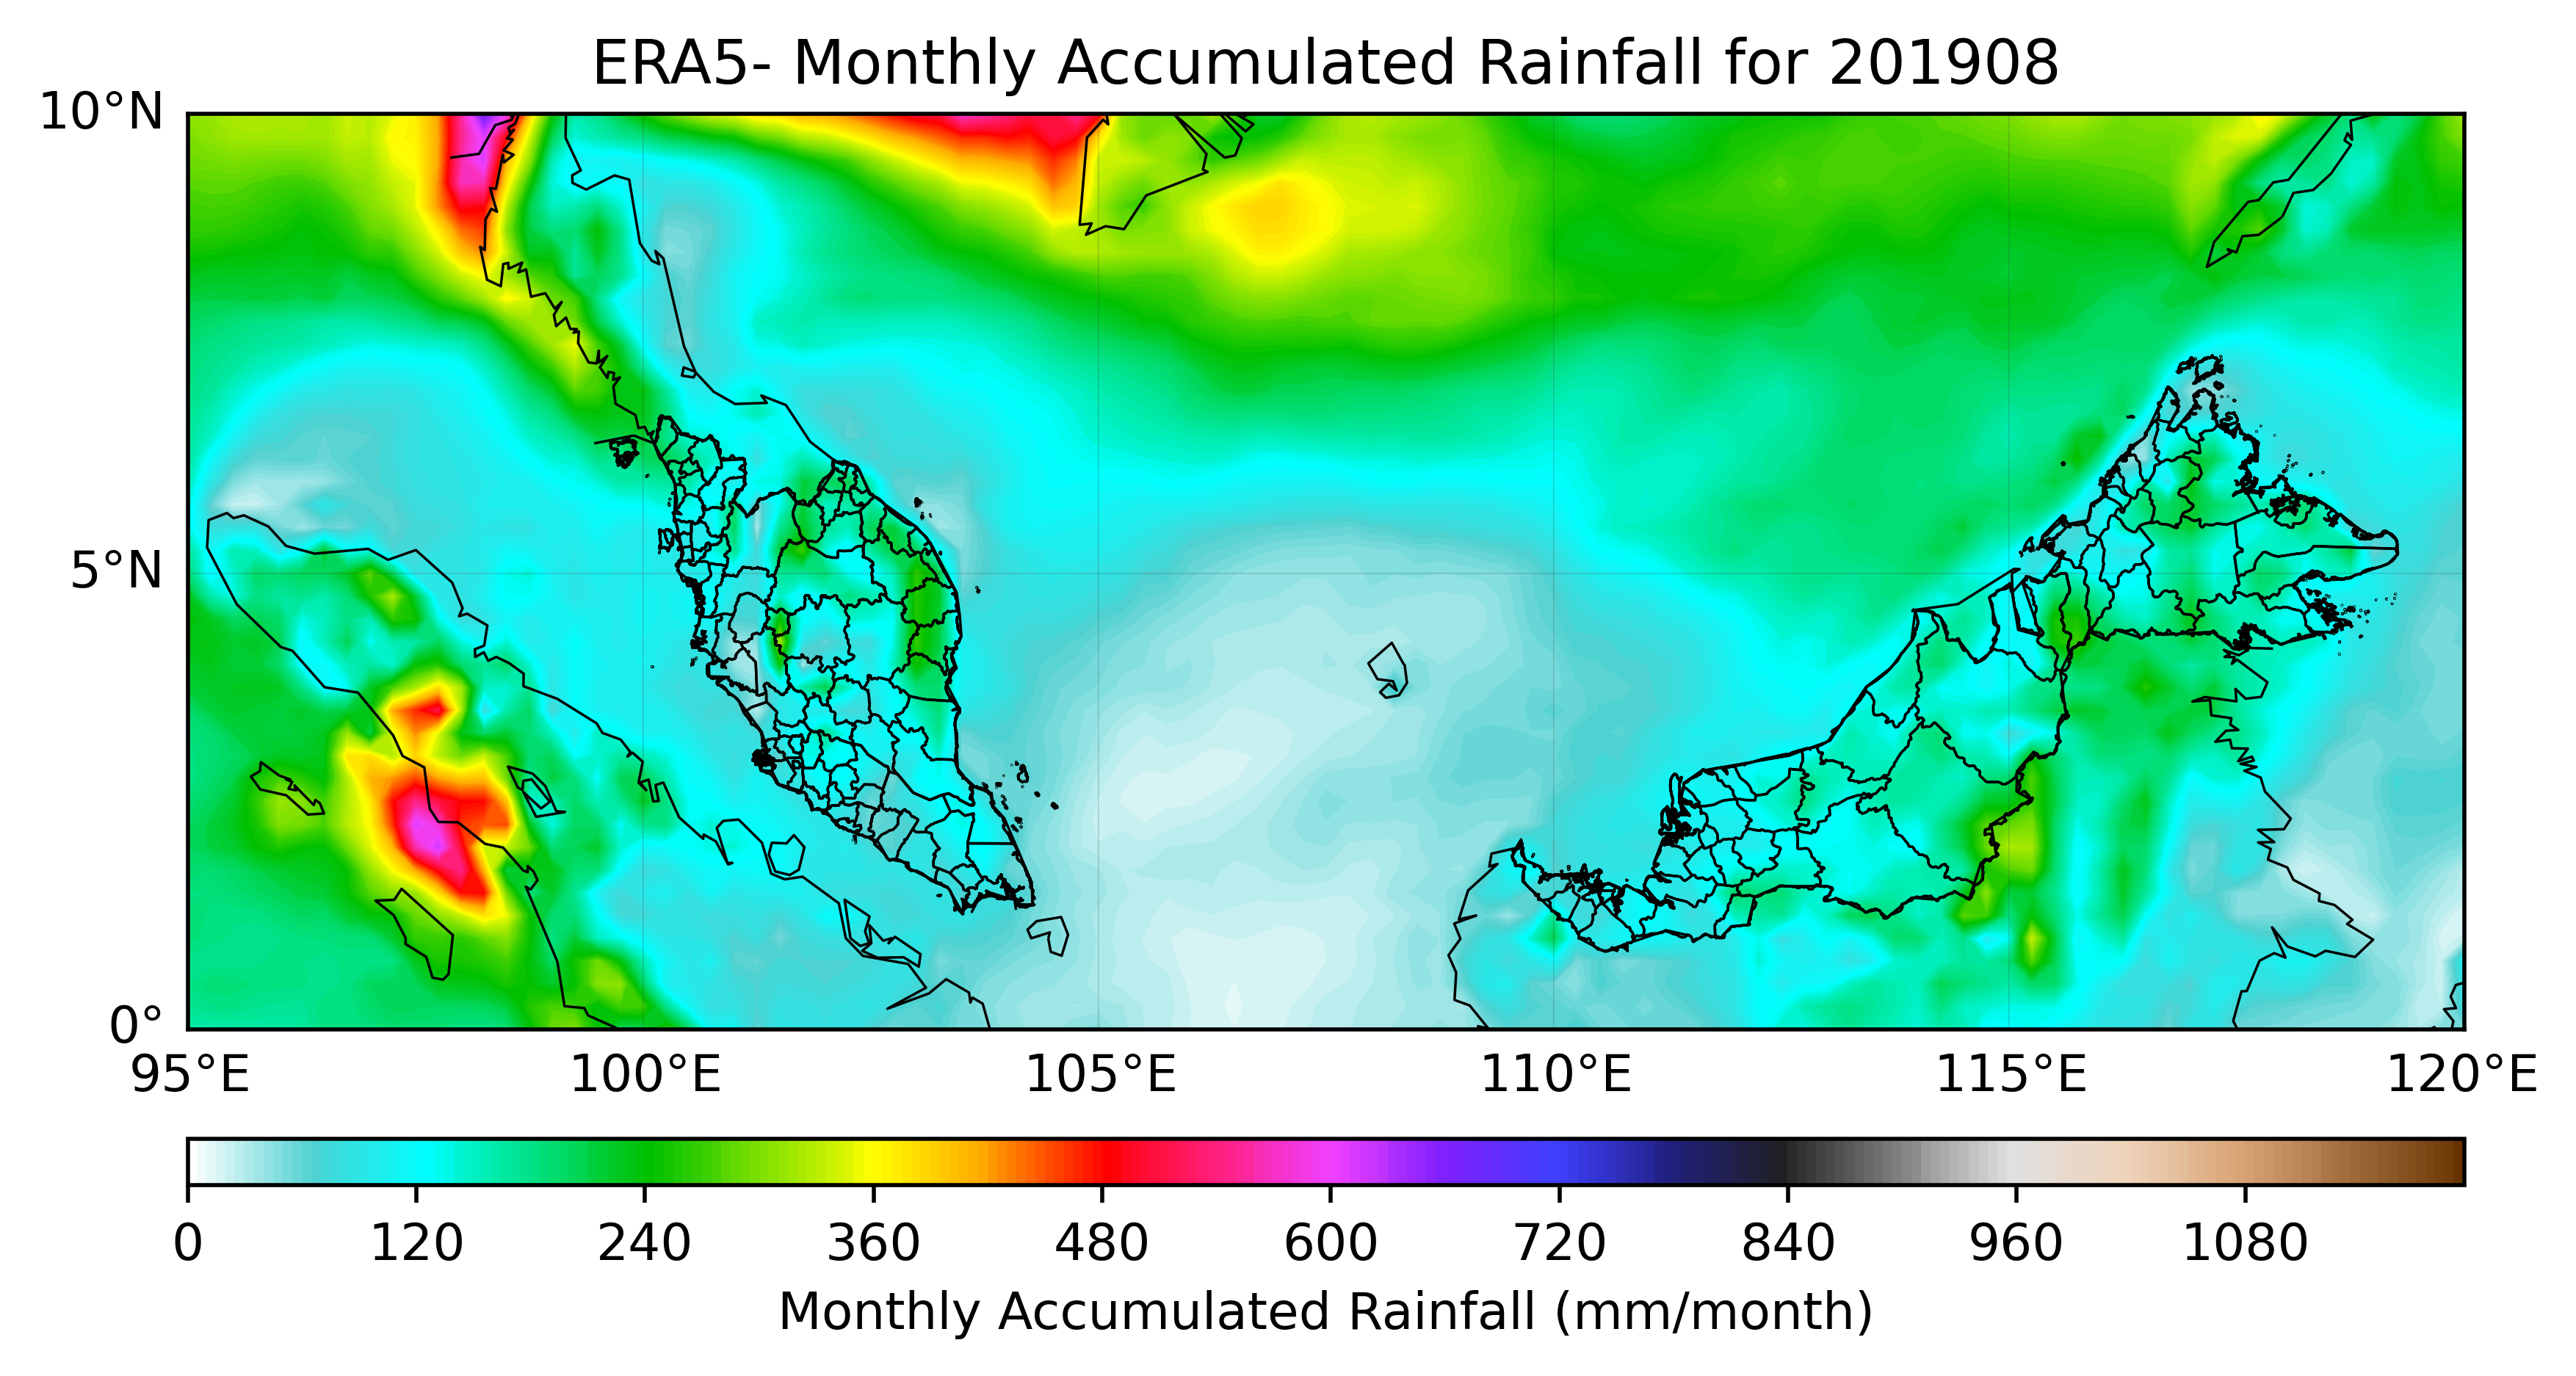 ERA5- Monthly Accumulated Rainfall for 201908
10°N
5°N
0°
95°E 100°E 105°E 110°E 115°E 120°E
0 120 240 360 480 600 720 840 960 1080
Monthly Accumulated Rainfall (mm/month)